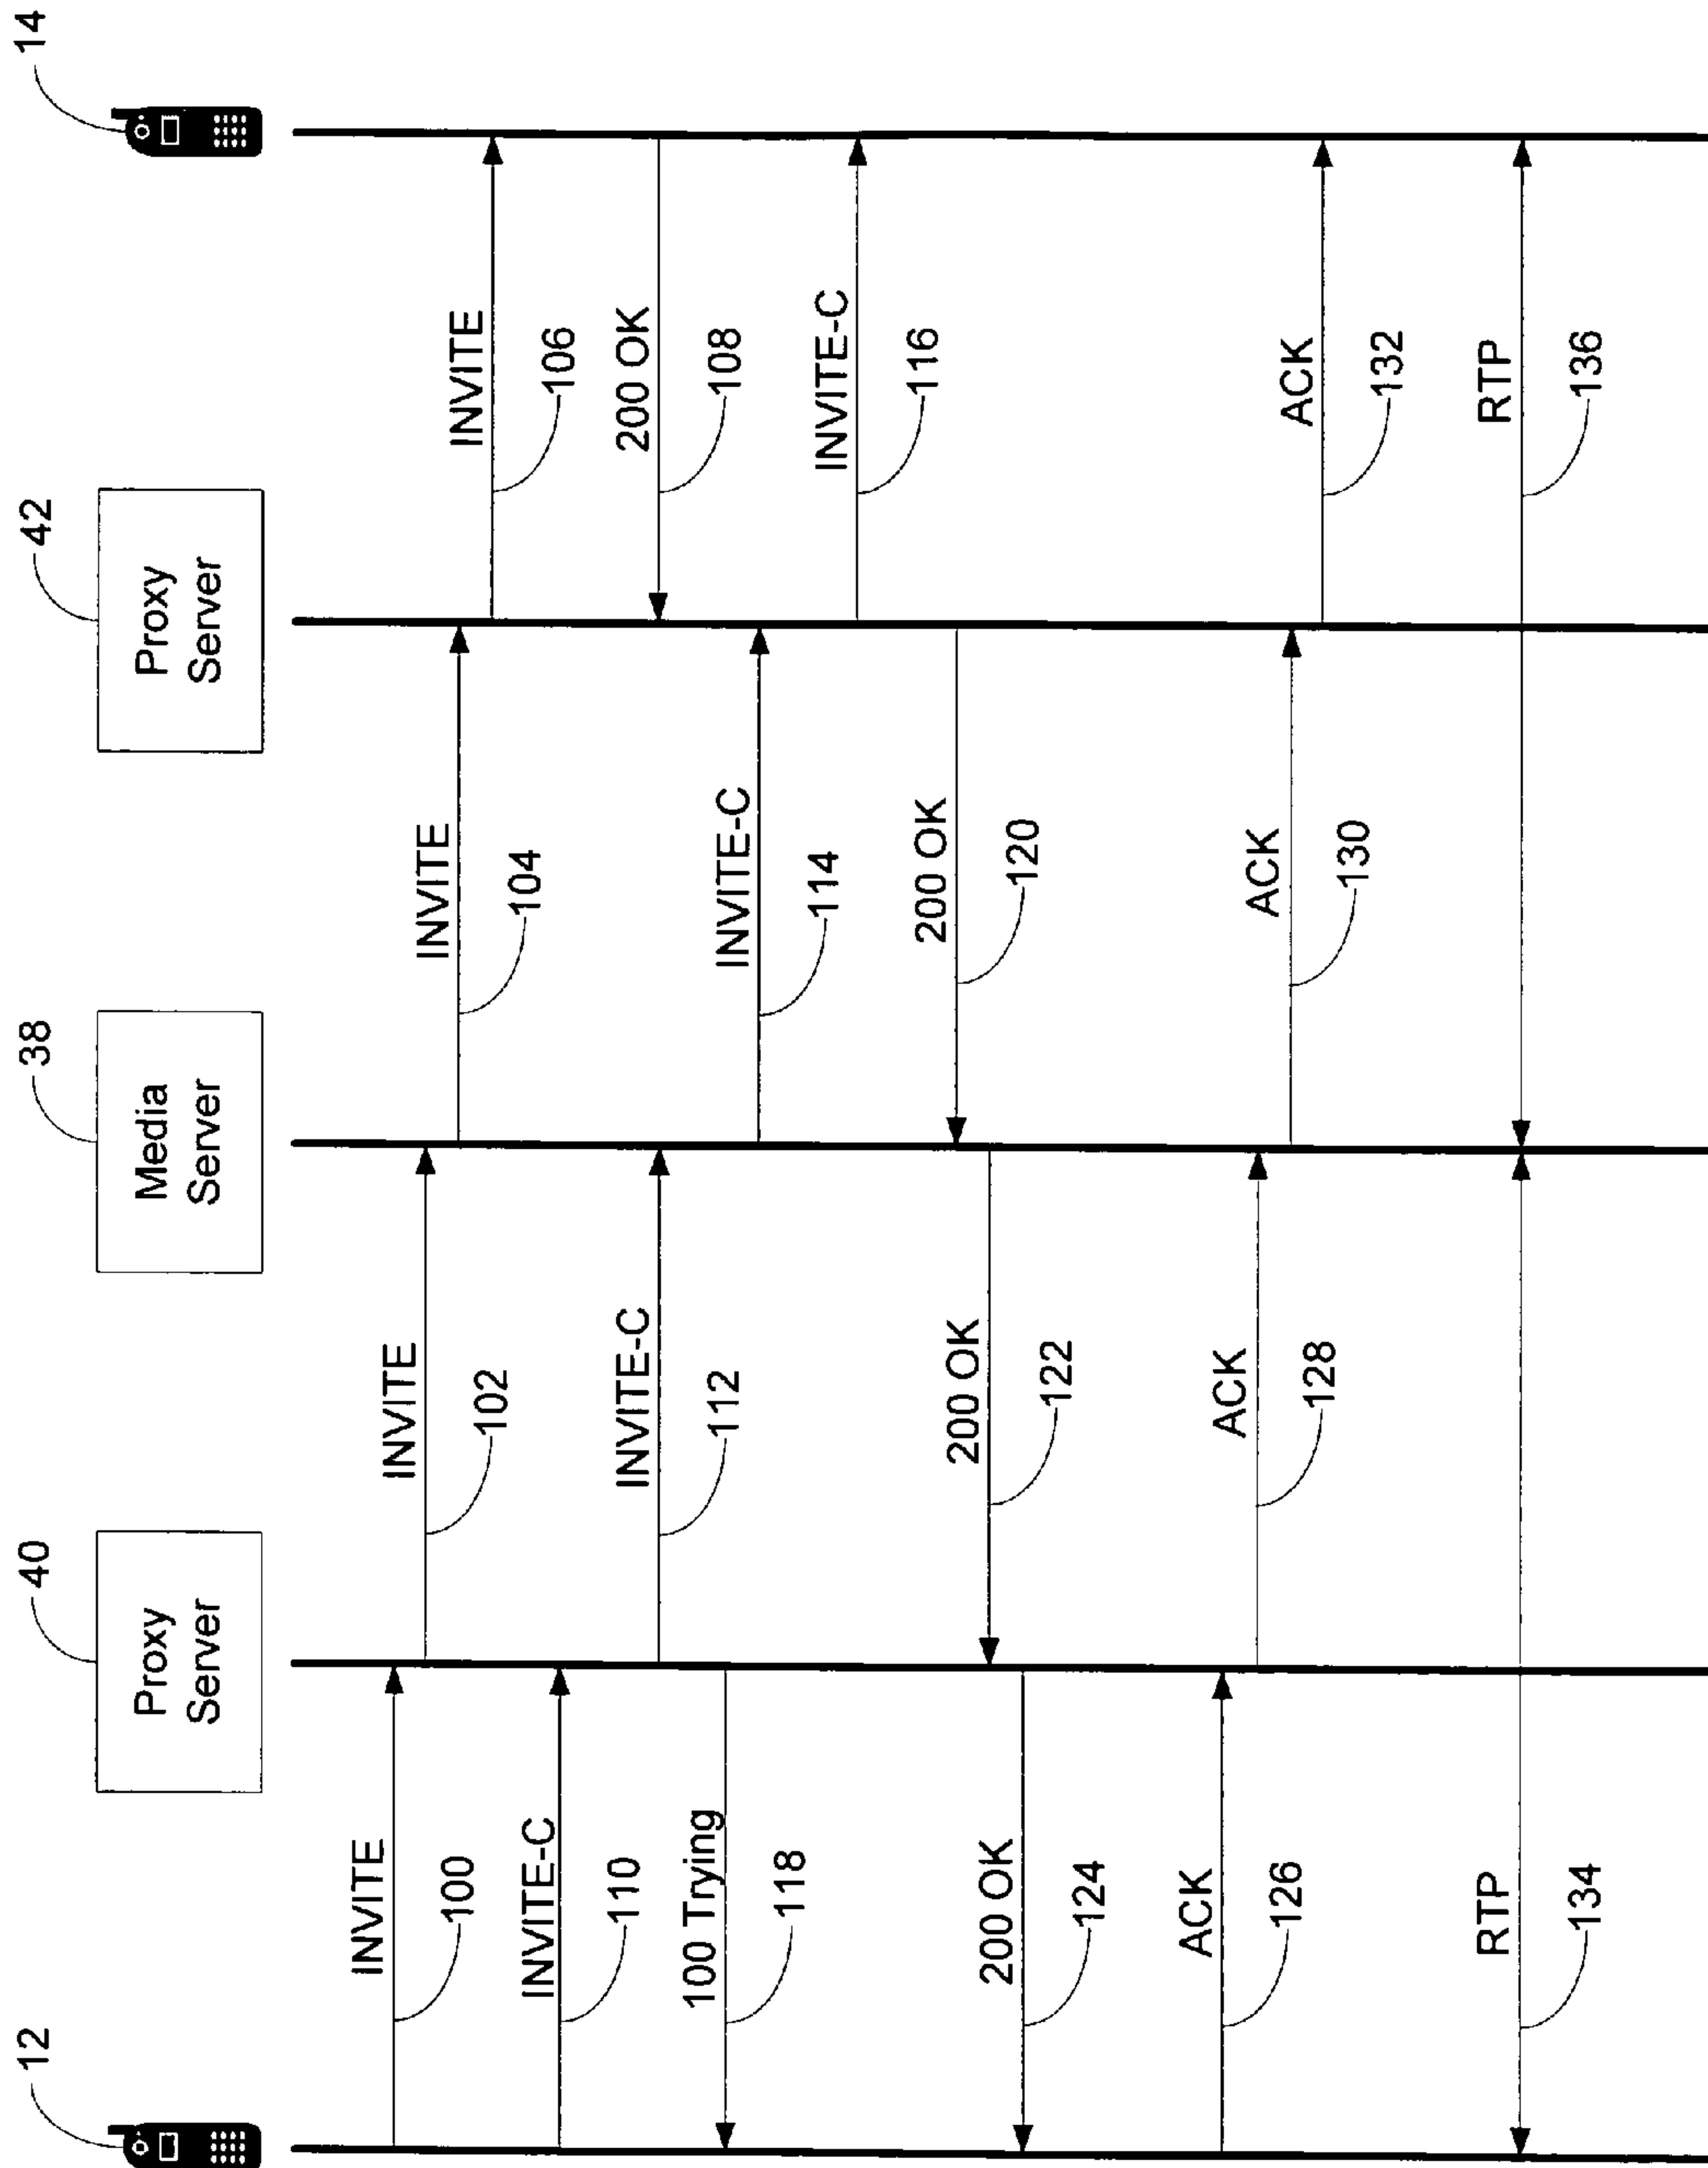 12
40
38
42
14
Proxy
Server
Media
Server
Proxy
Server
INVITE
100
INVITE
102
INVITE
104
INVITE
106
INVITE-C
110
200 OK
108
INVITE-C
112
100 Trying
118
INVITE-C
114
INVITE-C
116
200 OK
120
200 OK
122
200 OK
124
ACK
126
ACK
128
ACK
130
ACK
132
RTP
134
RTP
136